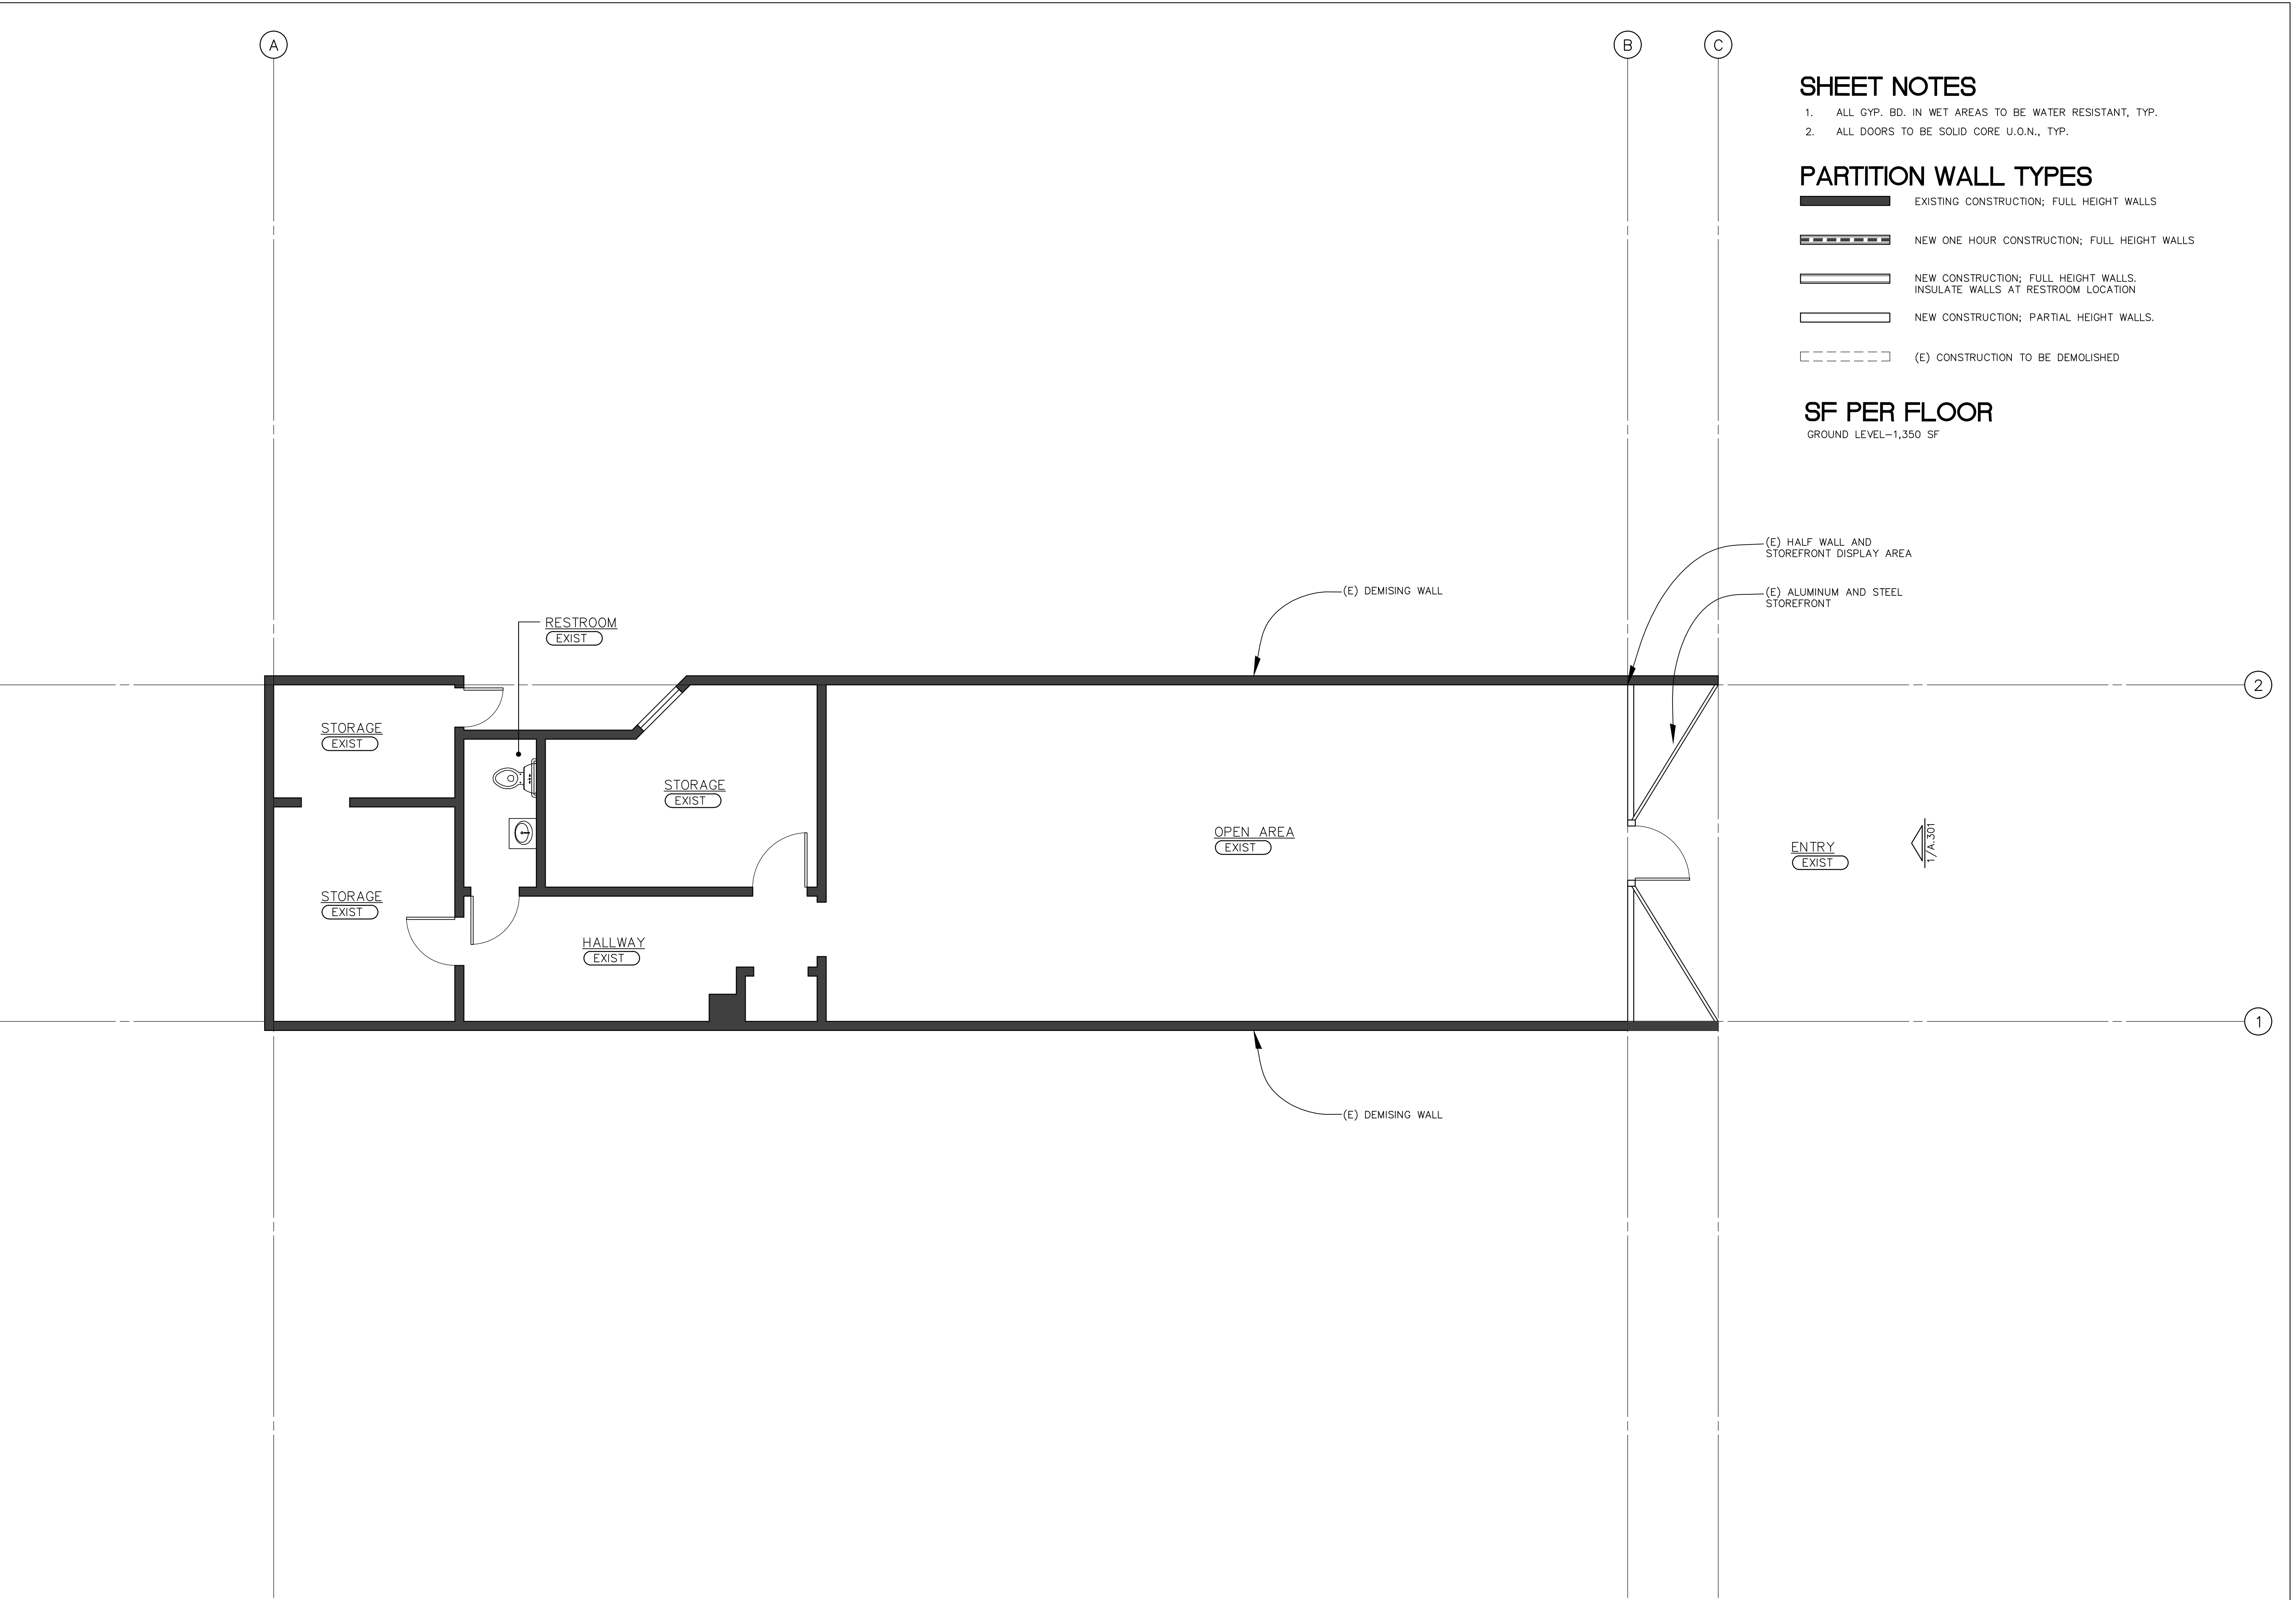 A
B
C
SHEET NOTES
1. ALL GYP. BD. IN WET AREAS TO BE WATER RESISTANT, TYP.
2. ALL DOORS TO BE SOLID CORE U.O.N., TYP.
PARTITION WALL TYPES
EXISTING CONSTRUCTION; FULL HEIGHT WALLS
NEW ONE HOUR CONSTRUCTION; FULL HEIGHT WALLS
NEW CONSTRUCTION; FULL HEIGHT WALLS.
INSULATE WALLS AT RESTROOM LOCATION
NEW CONSTRUCTION; PARTIAL HEIGHT WALLS.
(E) CONSTRUCTION TO BE DEMOLISHED
SF PER FLOOR
GROUND LEVEL–1,350 SF
(E) HALF WALL AND
STOREFRONT DISPLAY AREA
(E) DEMISING WALL
(E) ALUMINUM AND STEEL
STOREFRONT
RESTROOM
EXIST
2
STORAGE
EXIST
STORAGE
EXIST
OPEN AREA
EXIST
ENTRY
EXIST
1/A.301
STORAGE
EXIST
HALLWAY
EXIST
1
(E) DEMISING WALL